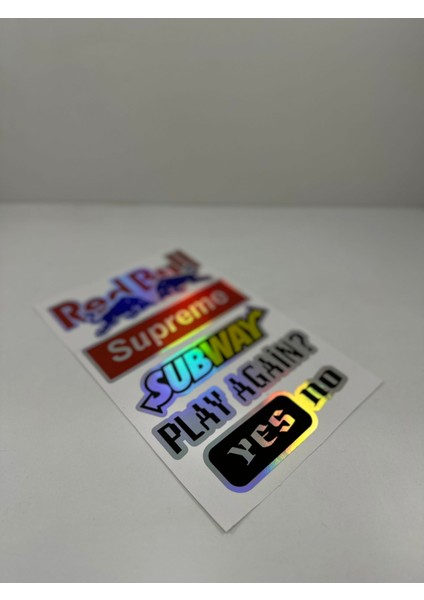 Red Bull
Supreme
SUBWAY
PLAY AGAIN?
YES no